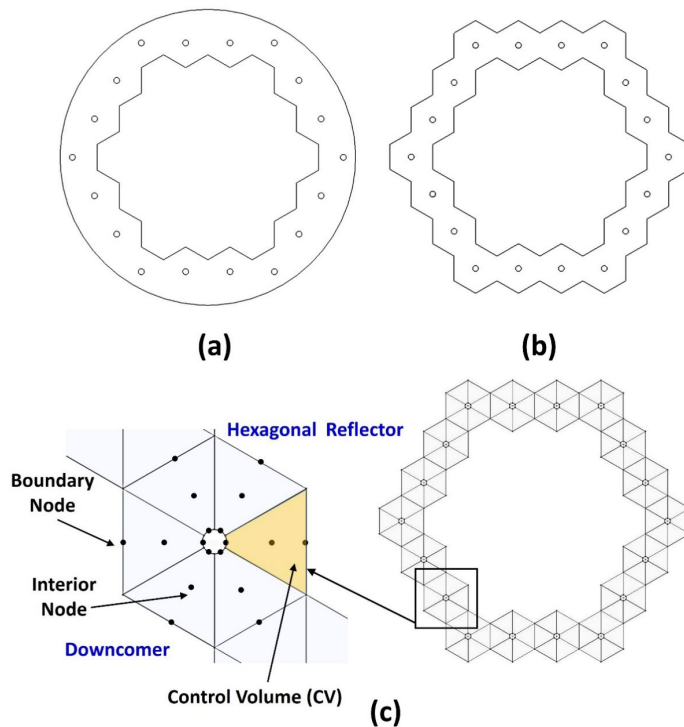 (a)
(b)
Hexagonal Reflector
Boundary
Node
Interior
Node
Downcomer
Control Volume (CV)
(c)